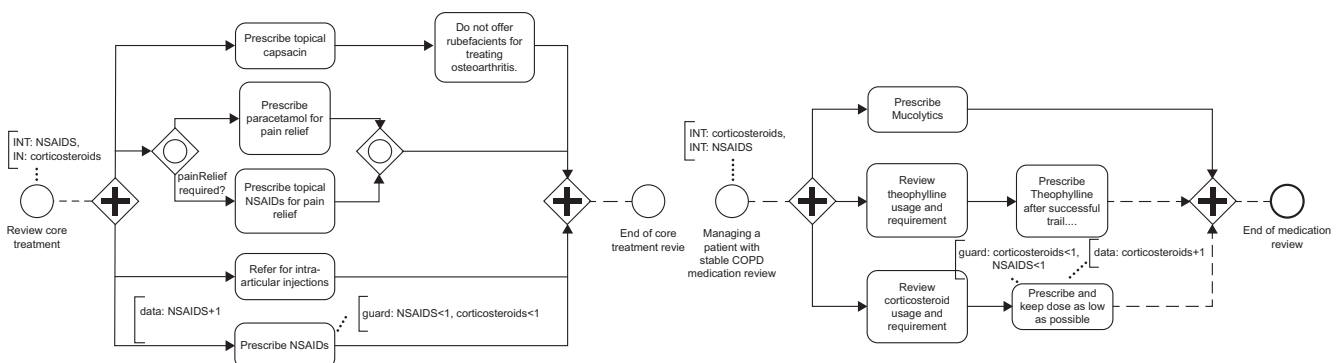 Prescribe topical
capsacin
Do not offer
rubefacients for
treating
osteoarthritis.
Prescribe
paracetamol for
pain relief
INT: NSAIDS,
IN: corticosteroids
painRelief
required?
Prescribe topical
NSAIDs for pain
relief
Review core
treatment
End of core
treatment revie
Refer for intra-
articular injections
data: NSAIDS+1
guard: NSAIDS<1, corticosteroids<1
Prescribe NSAIDs
Prescribe
Mucolytics
INT: corticosteroids,
INT: NSAIDS
Review
theophylline
usage and
requirement
Prescribe
Theophylline
after successful
trail....
Managing a
patient with
stable COPD
medication review
End of medication
review
guard: corticosteroids<1,
NSAIDS<1
data: corticosteroids+1
Review
corticosteroid
usage and
requirement
Prescribe and
keep dose as low
as possible